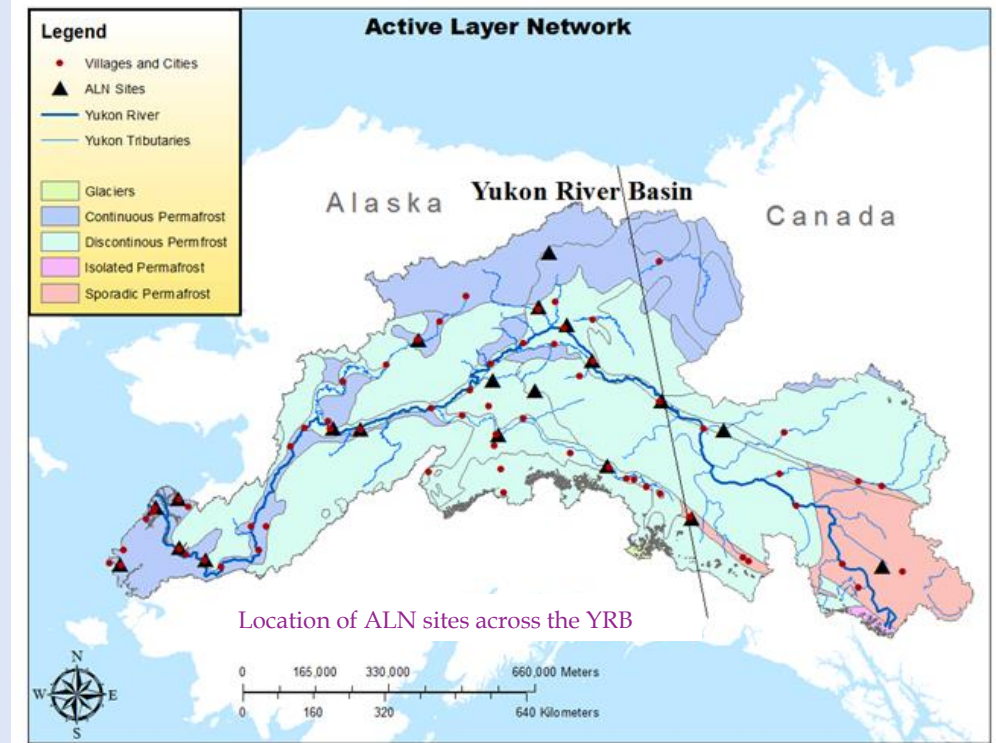 Active Layer Network
Legend
Villages and Cities
ALN Sites
Yukon River
Yukon Tributaries
Glaciers
Continuous Permafrost
Discontinous Permfrost
Isolated Permafrost
Sporadic Permafrost
Alaska
Yukon River Basin
Canada
Location of ALN sites across the YRB
N
W
E
S
0 165,000 330,000 660,000 Meters
0 160 320 640 Kilometers